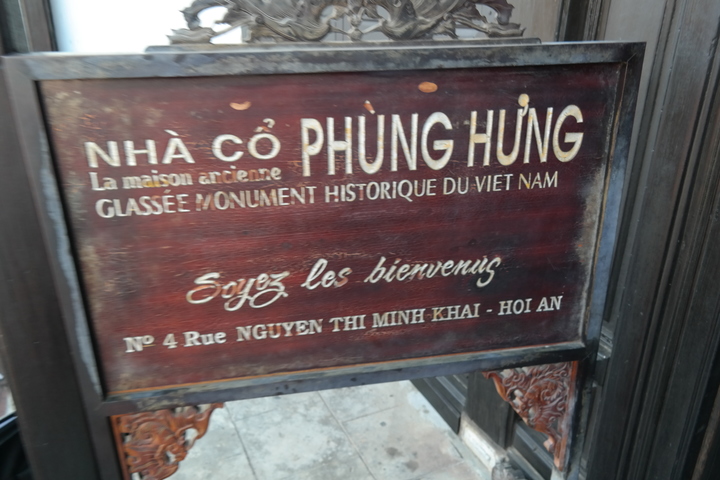 NHÀ CỔ PHÙNG HƯNG
La maison ancienne
GLASSEE MONUMENT HISTORIQUE DU VIET NAM
Soyez les bienvenus
Nº 4 Rue NGUYEN THI MINH KHAI - HOI AN